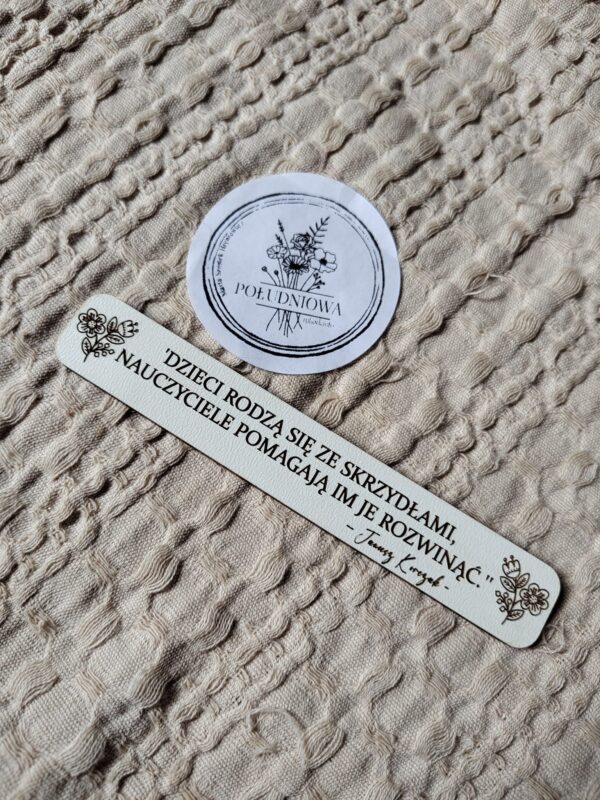 POŁUDNIOWA
"DZIECI RODZĄ SIĘ ZE SKRZYDŁAMI,
NAUCZYCIELE POMAGAJĄ IM JE ROZWINĄĆ."
- Janusz Korczak -